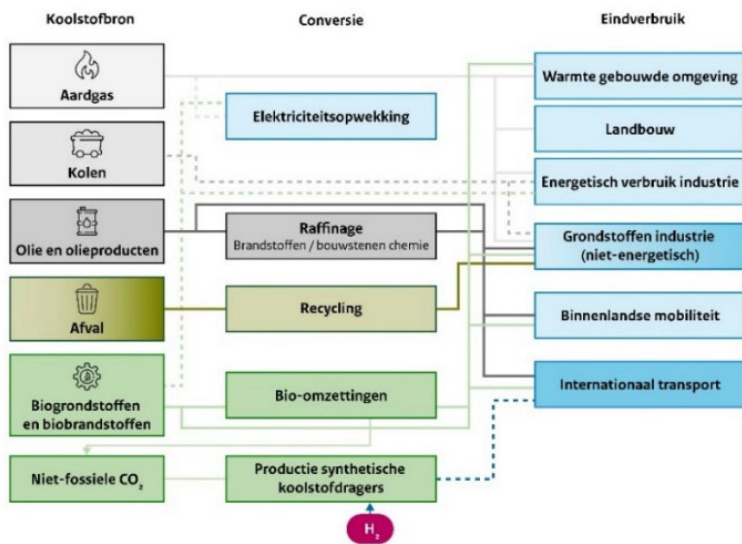 Koolstofbron
Conversie
Eindverbruik
Aardgas
Kolen
Olie en olieproducten
Afval
Biogrondstoffen
en biobrandstoffen
Niet-fossiele CO₂
Elektriciteitsopwekking
Raffinage
Brandstoffen / bouwstenen chemie
Recycling
Bio-omzettingen
Productie synthetische
koolstofdragers
H₂
Warmte gebouwde omgeving
Landbouw
Energetisch verbruik industrie
Grondstoffen industrie
(niet-energetisch)
Binnenlandse mobiliteit
Internationaal transport